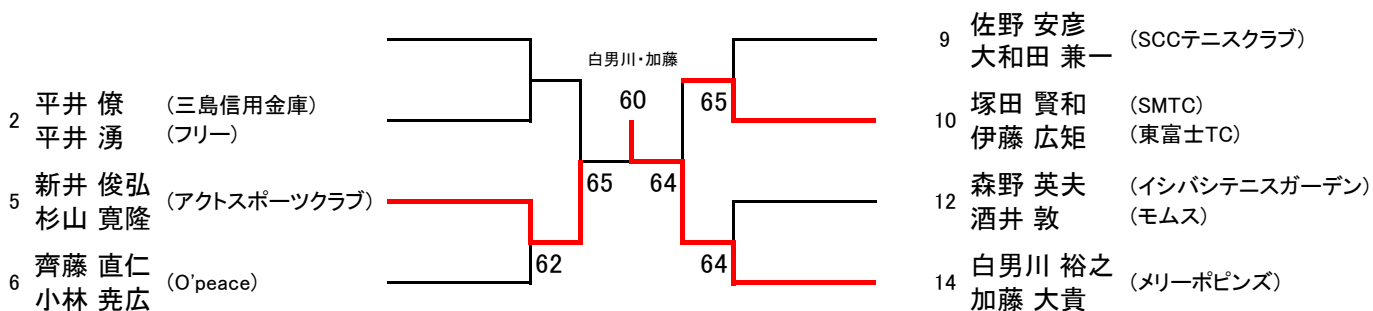 白男川・加藤
60
2 平井 僚 (三島信用金庫)
平井 湧 (フリー)
5 新井 俊弘 (アクトスポーツクラブ)
杉山 寛隆
6 齊藤 直仁 (O'peace)
小林 尭広
65
62
64
65
64
9 佐野 安彦 (SCCテニスクラブ)
大和田 兼一
10 塚田 賢和 (SMTC)
伊藤 広矩 (東富士TC)
12 森野 英夫 (イシバシテニスガーデン)
酒井 敦 (モムス)
14 白男川 裕之 (メリーポピンズ)
加藤 大貴